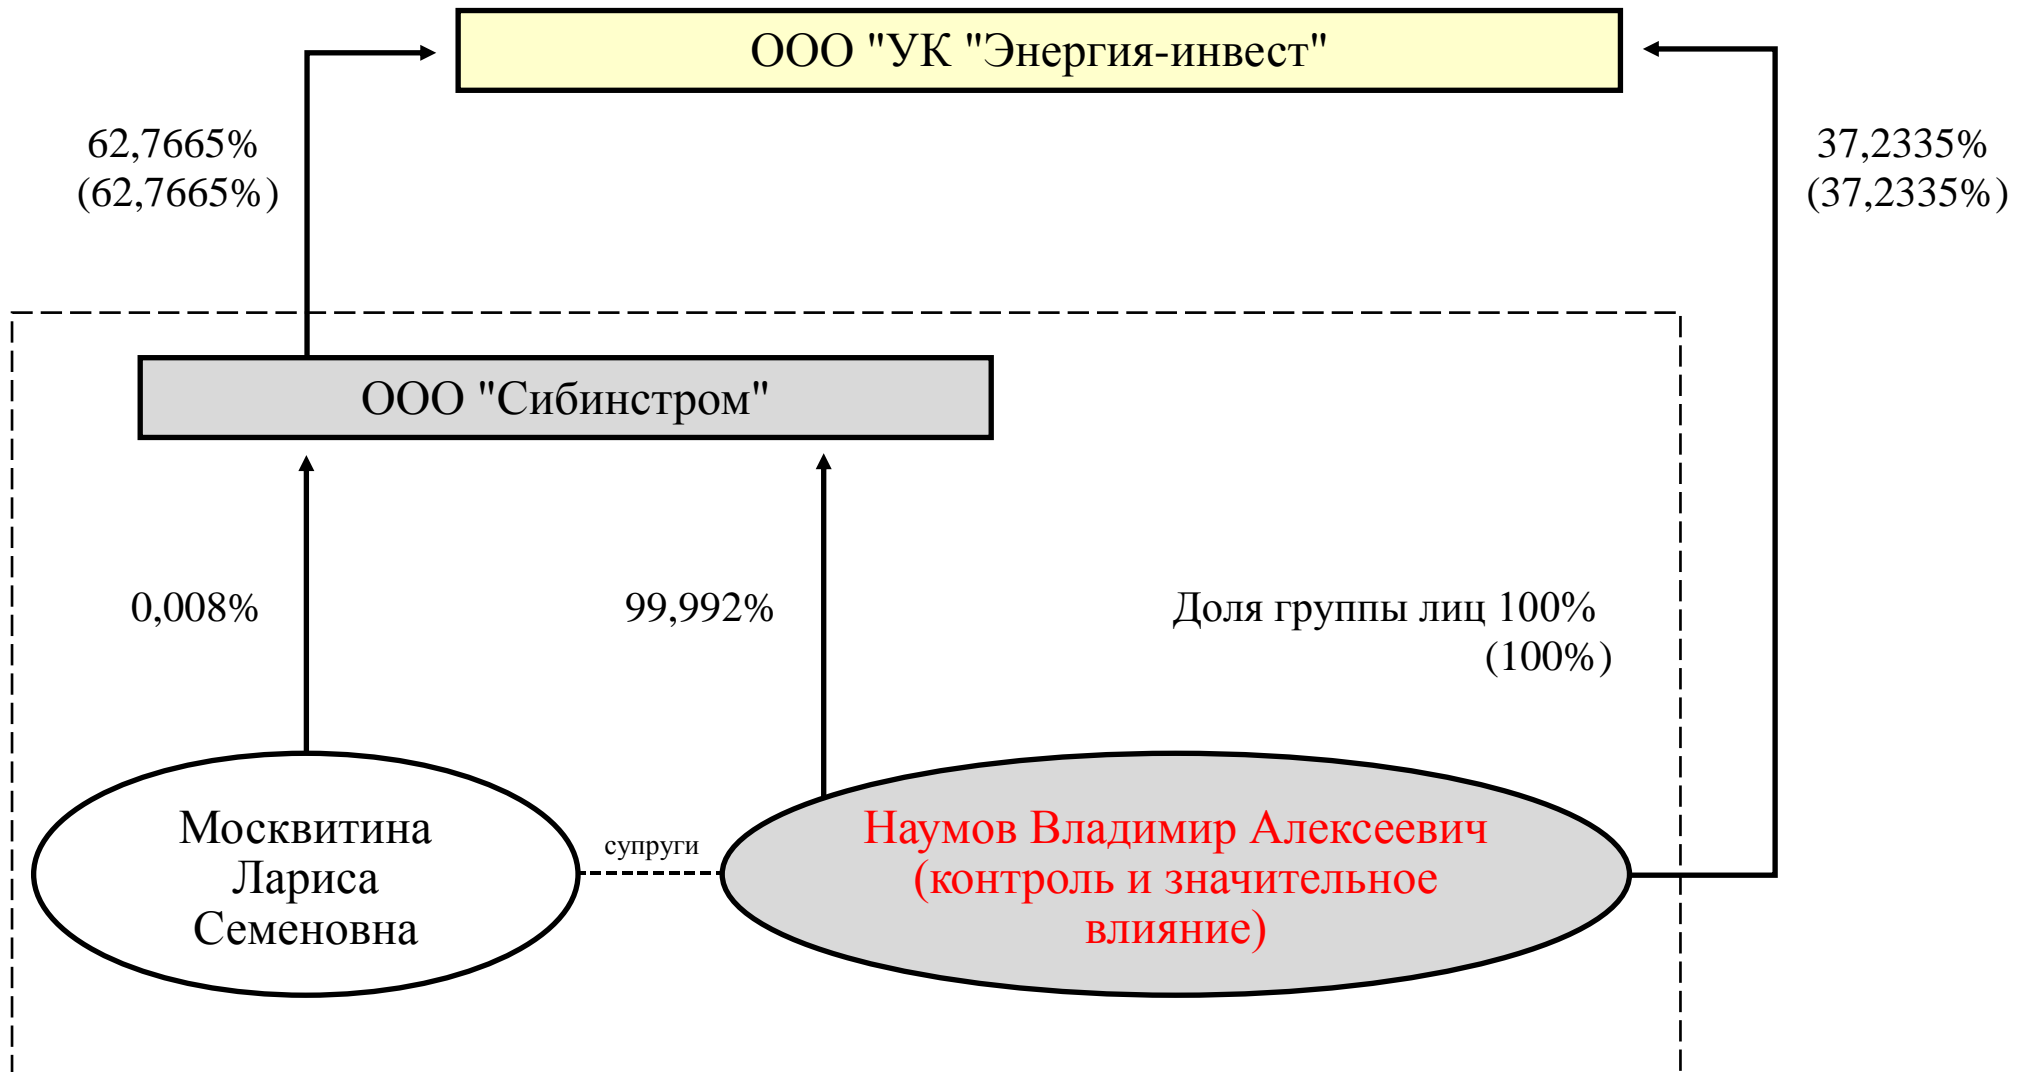 ООО "УК "Энергия-инвест"
62,7665%
(62,7665%)
37,2335%
(37,2335%)
ООО "Сибинстром"
0,008%
99,992%
Доля группы лиц 100%
(100%)
Москвитина
Лариса
Семеновна
супруги
Наумов Владимир Алексеевич
(контроль и значительное
влияние)